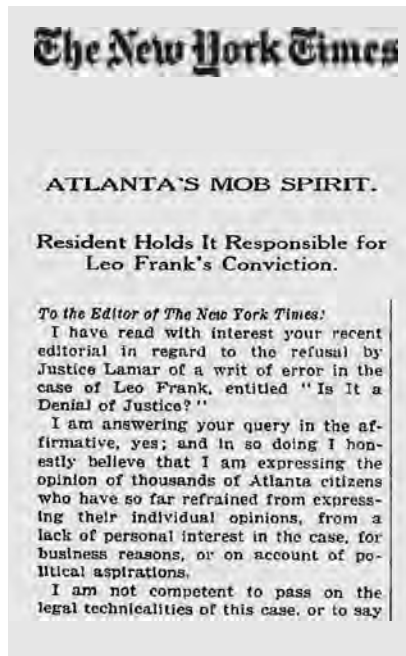 The New York Times
ATLANTA'S MOB SPIRIT.
Resident Holds It Responsible for
Leo Frank's Conviction.
To the Editor of The New York Times:
I have read with interest your recent
editorial in regard to the refusal by
Justice Lamar of a writ of error in the
case of Leo Frank, entitled "Is It a
Denial of Justice?"
I am answering your query in the af-
firmative, yes; and in so doing I hon-
estly believe that I am expressing the
opinion of thousands of Atlanta citizens
who have so far refrained from express-
ing their individual opinions, from a
lack of personal interest in the case, for
business reasons, or on account of po-
litical aspirations.
I am not competent to pass on the
legal technicalities of this case, or to say